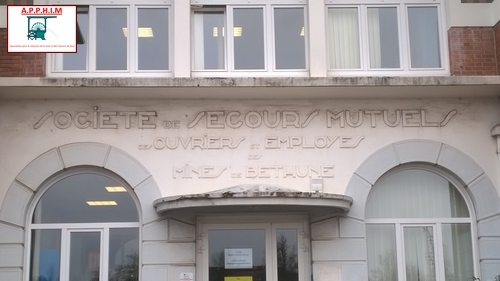 A.P.P.H.I.M
SOCIETE DE SECOURS MUTUELS
DES OUVRIERS ET EMPLOYES
DES
MINES DE BETHUNE